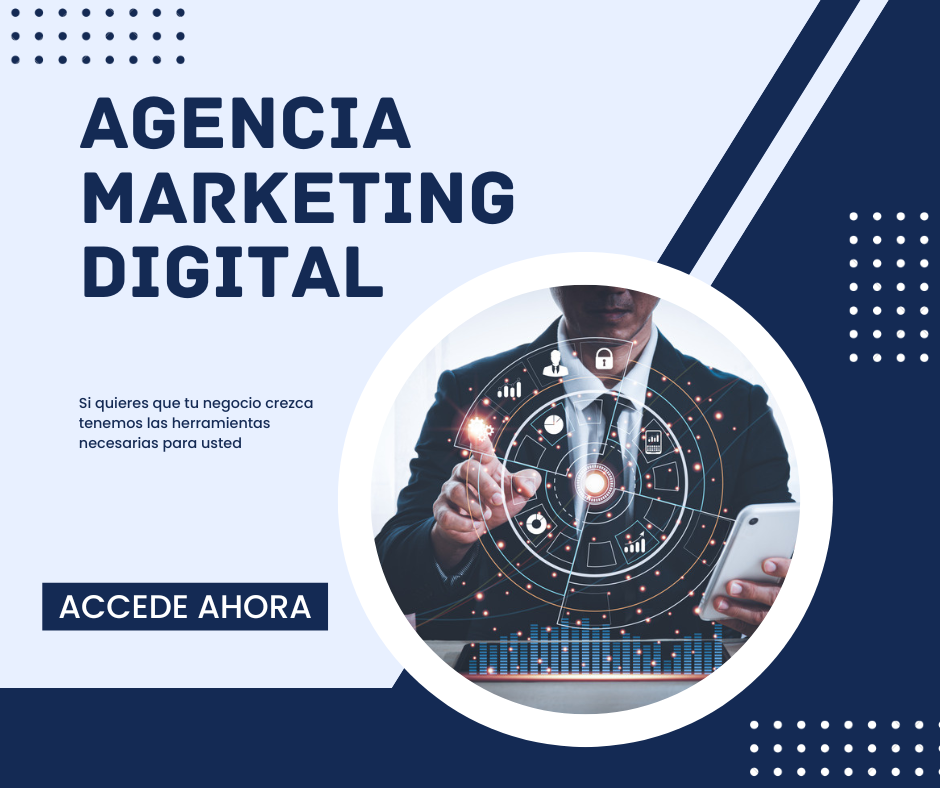 AGENCIA
MARKETING
DIGITAL
Si quieres que tu negocio crezca
tenemos las herramientas
necesarias para usted
ACCEDE AHORA